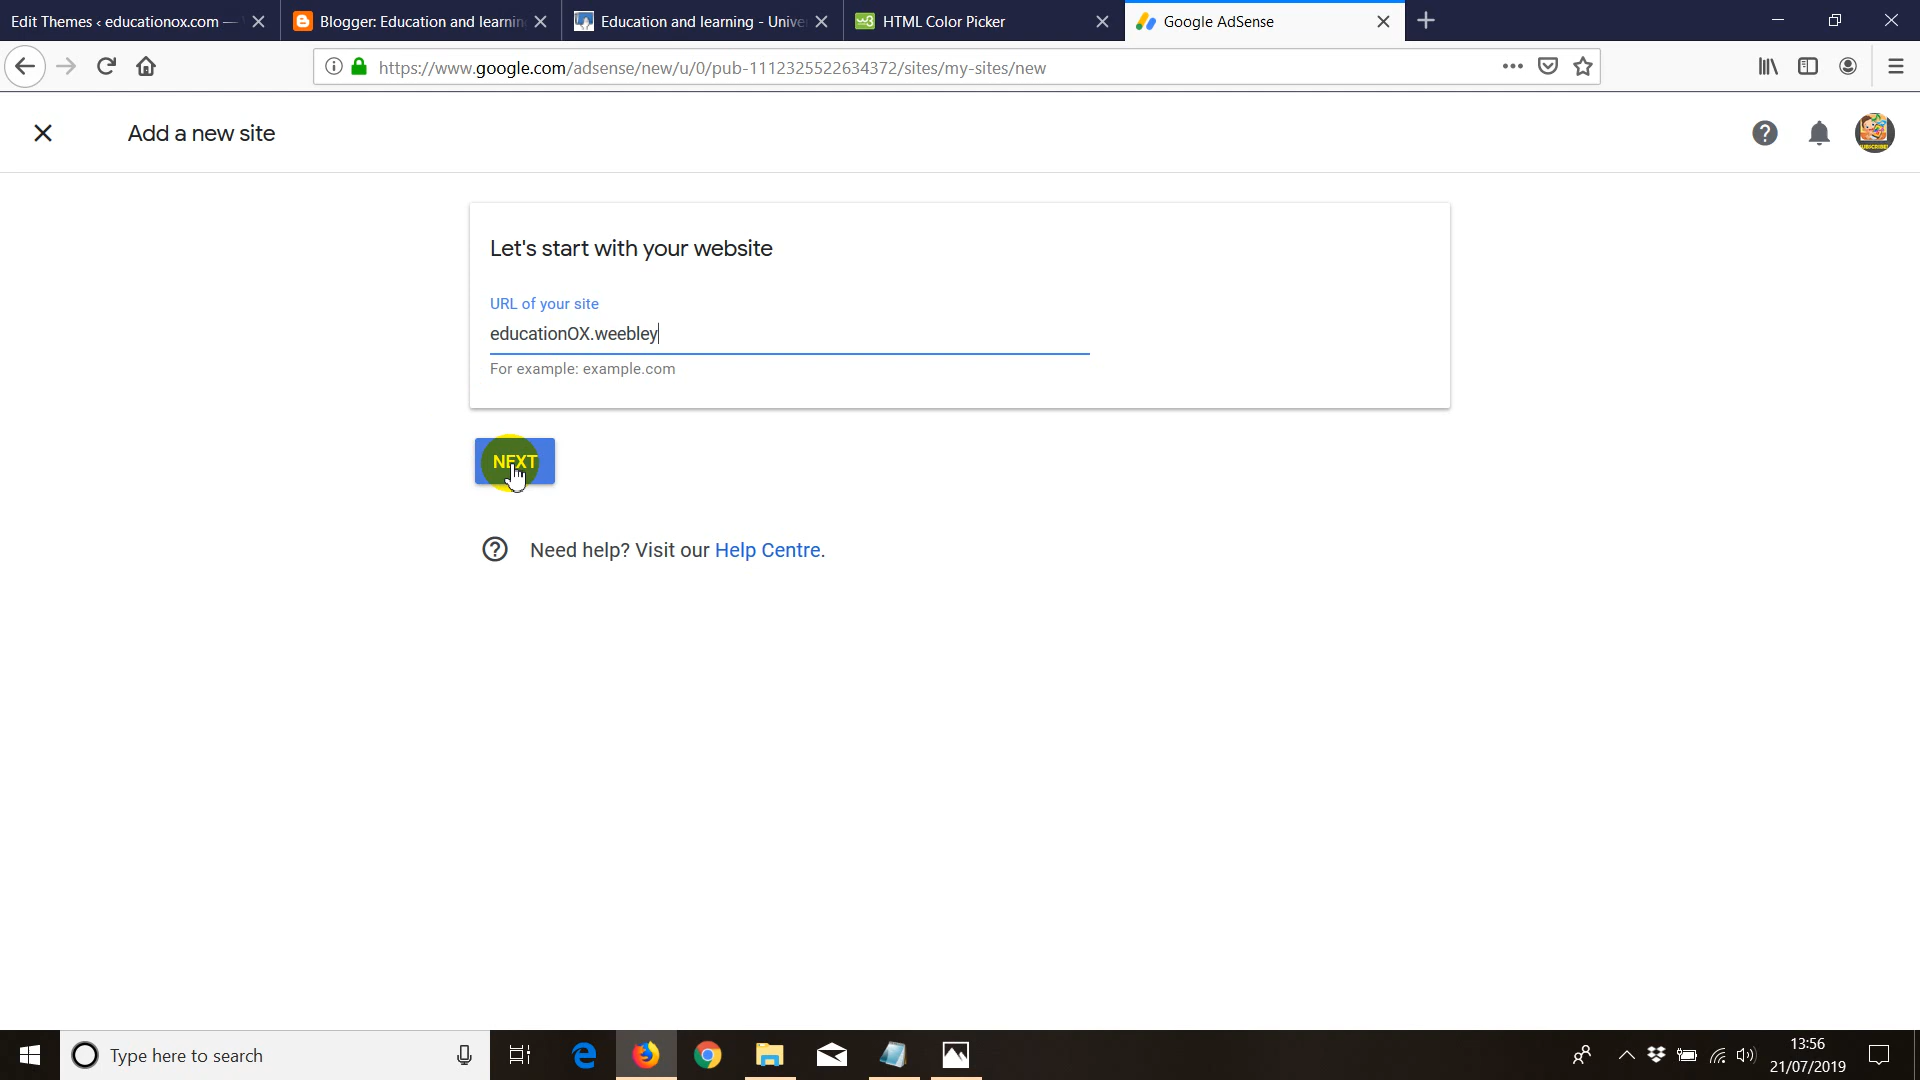 Edit Themes ‹ educationox.com —
Blogger: Education and learnin
Education and learning - Unive
HTML Color Picker
Google AdSense
https://www.google.com/adsense/new/u/0/pub-1112325522634372/sites/my-sites/new
Add a new site
Let's start with your website
URL of your site
educationOX.weebley
For example: example.com
NEXT
Need help? Visit our Help Centre.
Type here to search
13:56
21/07/2019